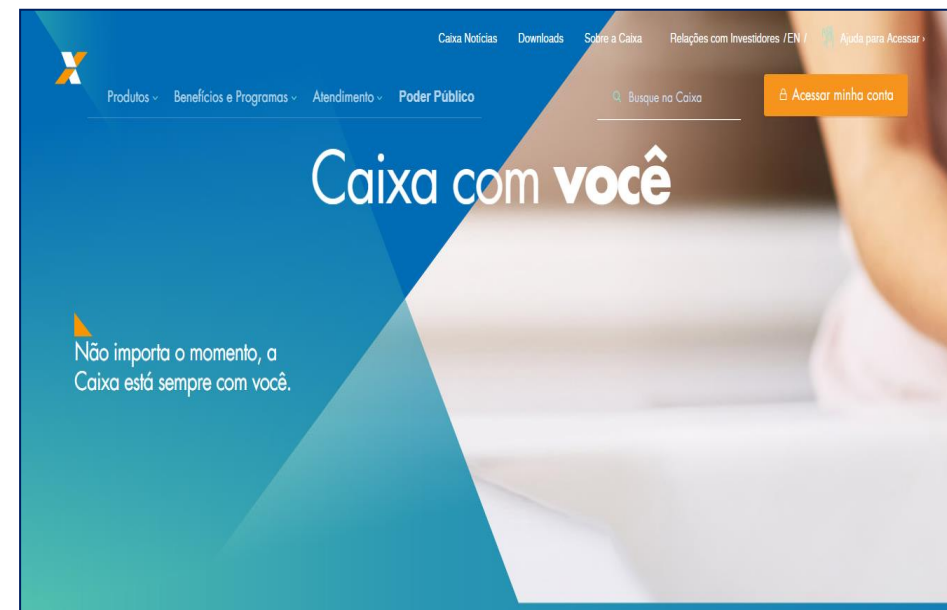 Caixa Notícias Downloads Sobre a Caixa Relações com Investidores /EN / Ajuda para Acessar ›
Produtos Benefícios e Programas Atendimento Poder Público Busque na Caixa Acessar minha conta
Caixa com você
Não importa o momento, a
Caixa está sempre com você.